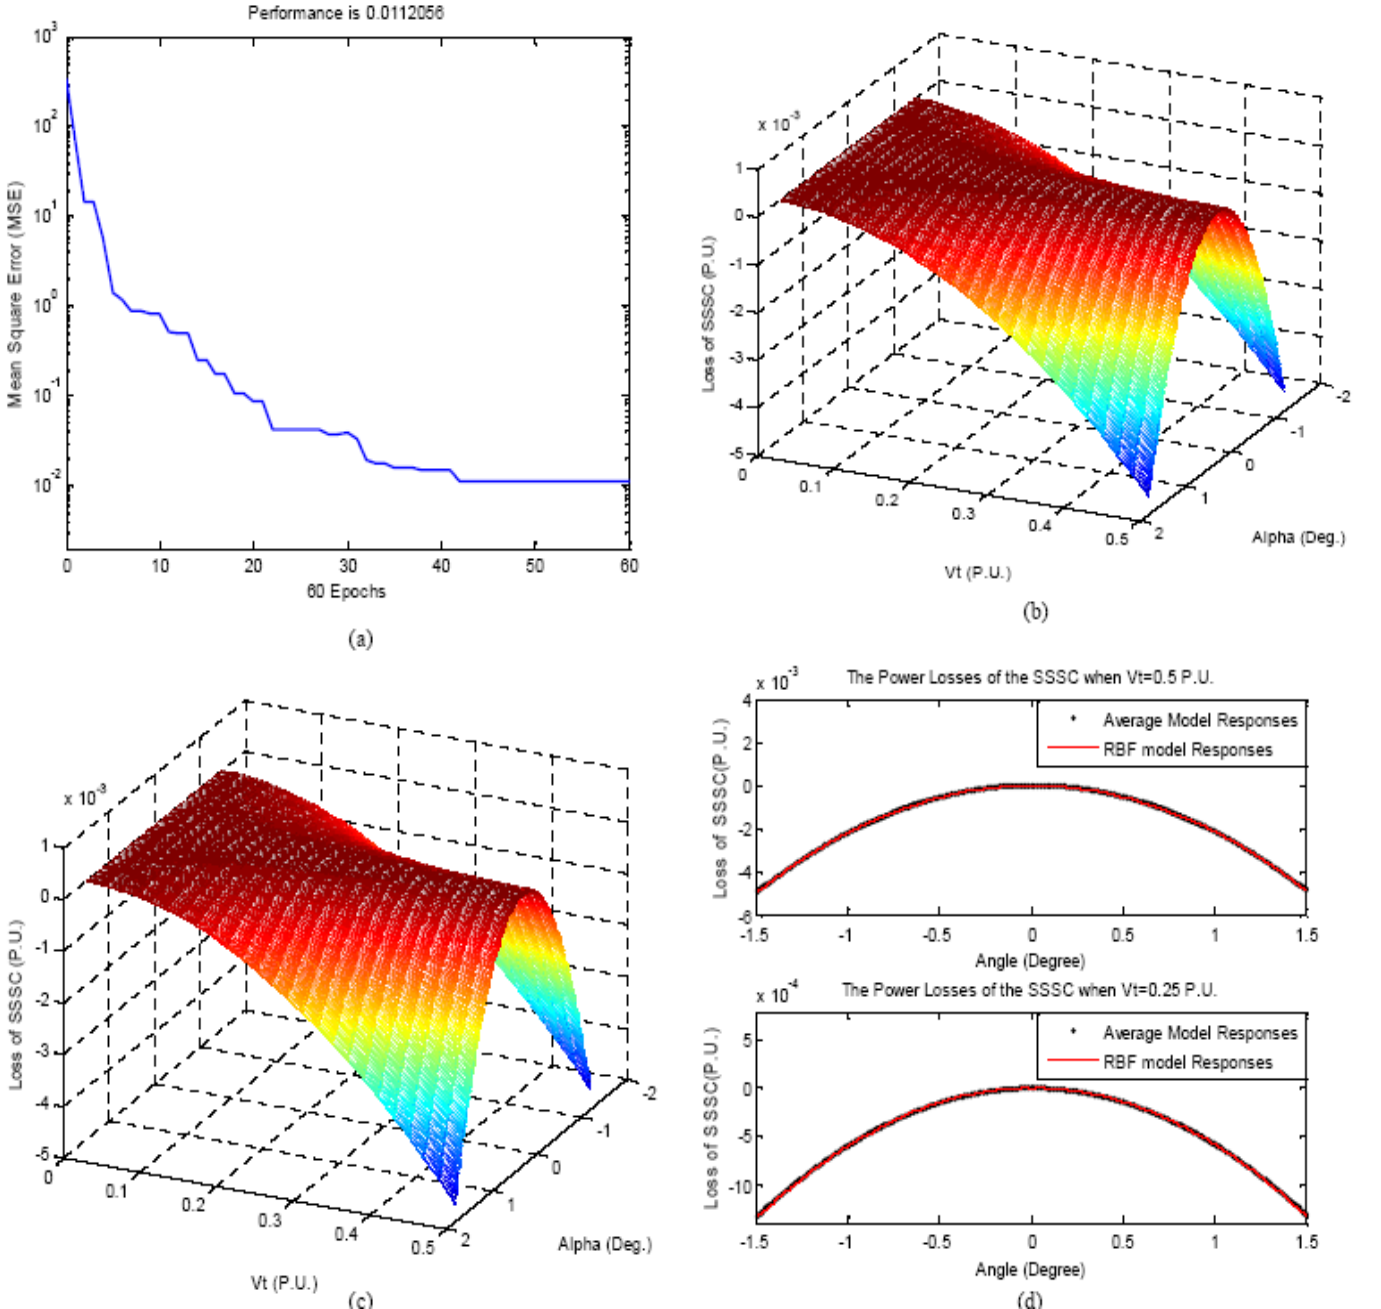 Performance is 0.0112056
10^3
10^2
10^1
10^0
10^-1
10^-2
Mean Square Error (MSE)
0 10 20 30 40 50 60
60 Epochs
(a)
x 10^-3
1
0
-1
-2
-3
-4
-5
Loss of SSSC (P.U.)
0 0.1 0.2 0.3 0.4 0.5
Vt (P.U.)
2 1 0 -1 -2
Alpha (Deg.)
(b)
x 10^-3
1
0
-1
-2
-3
-4
-5
Loss of SSSC (P.U.)
0 0.1 0.2 0.3 0.4 0.5
Vt (P.U.)
2 1 0 -1 -2
Alpha (Deg.)
(c)
x 10^-3
The Power Losses of the SSSC when Vt=0.5 P.U.
4
2
0
-2
-4
-6
Loss of SSSC(P.U.)
Average Model Responses
RBF model Responses
-1.5 -1 -0.5 0 0.5 1 1.5
Angle (Degree)
x 10^-4
The Power Losses of the SSSC when Vt=0.25 P.U.
5
0
-5
-10
Loss of SSSC(P.U.)
Average Model Responses
RBF model Responses
-1.5 -1 -0.5 0 0.5 1 1.5
Angle (Degree)
(d)